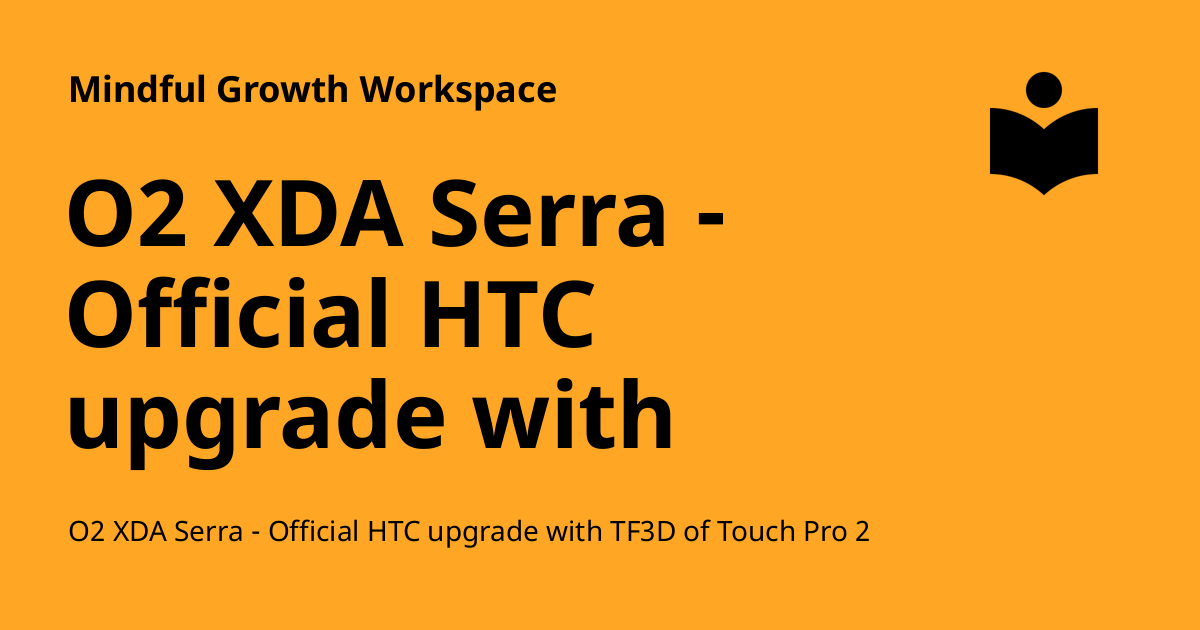 Mindful Growth Workspace
O2 XDA Serra -
Official HTC
upgrade with
O2 XDA Serra - Official HTC upgrade with TF3D of Touch Pro 2